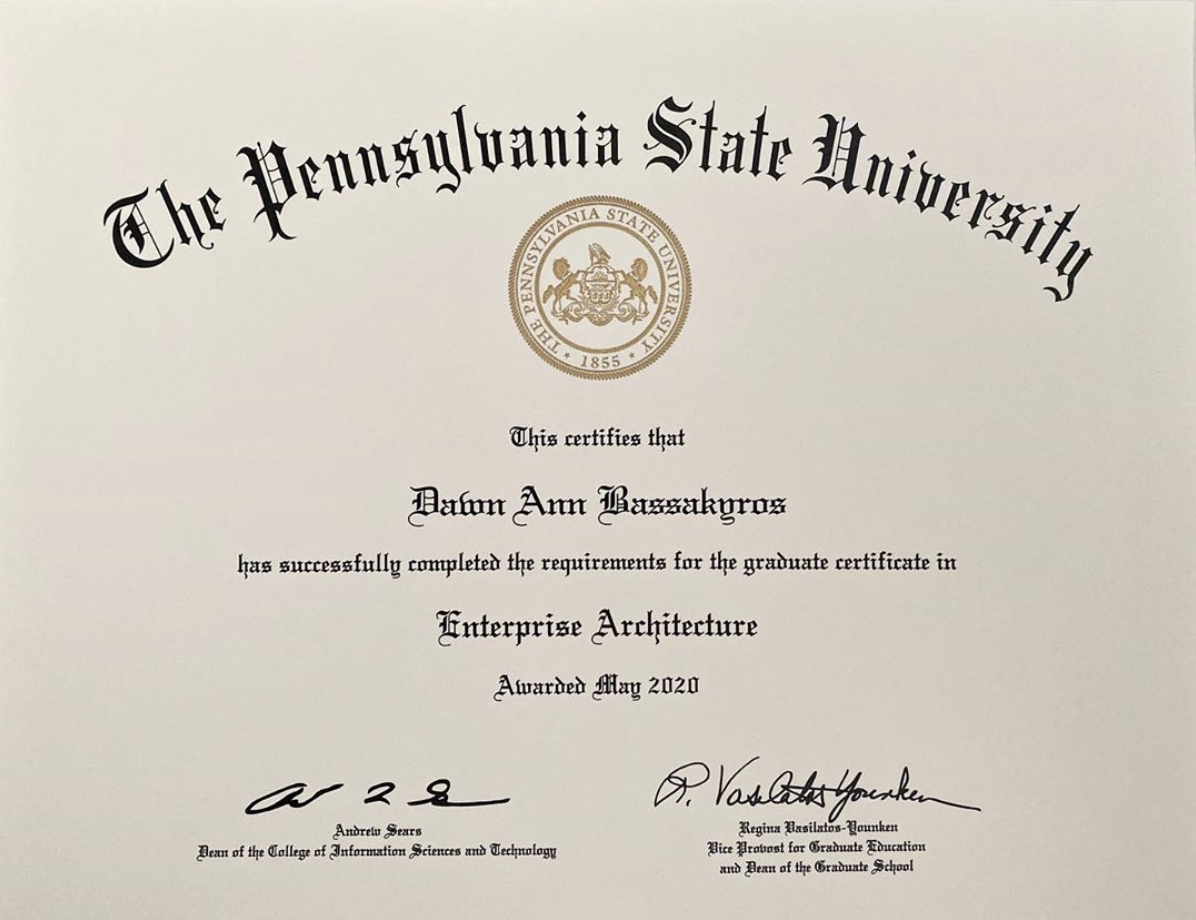 The Pennsylvania State University
THE PENNSYLVANIA STATE UNIVERSITY
1855
This certifies that
Dawn Ann Bassakyros
has successfully completed the requirements for the graduate certificate in
Enterprise Architecture
Awarded May 2020
R. Vasilatos-Younken
Andrew Sears
Dean of the College of Information Sciences and Technology
Regina Vasilatos-Younken
Vice Provost for Graduate Education
and Dean of the Graduate School